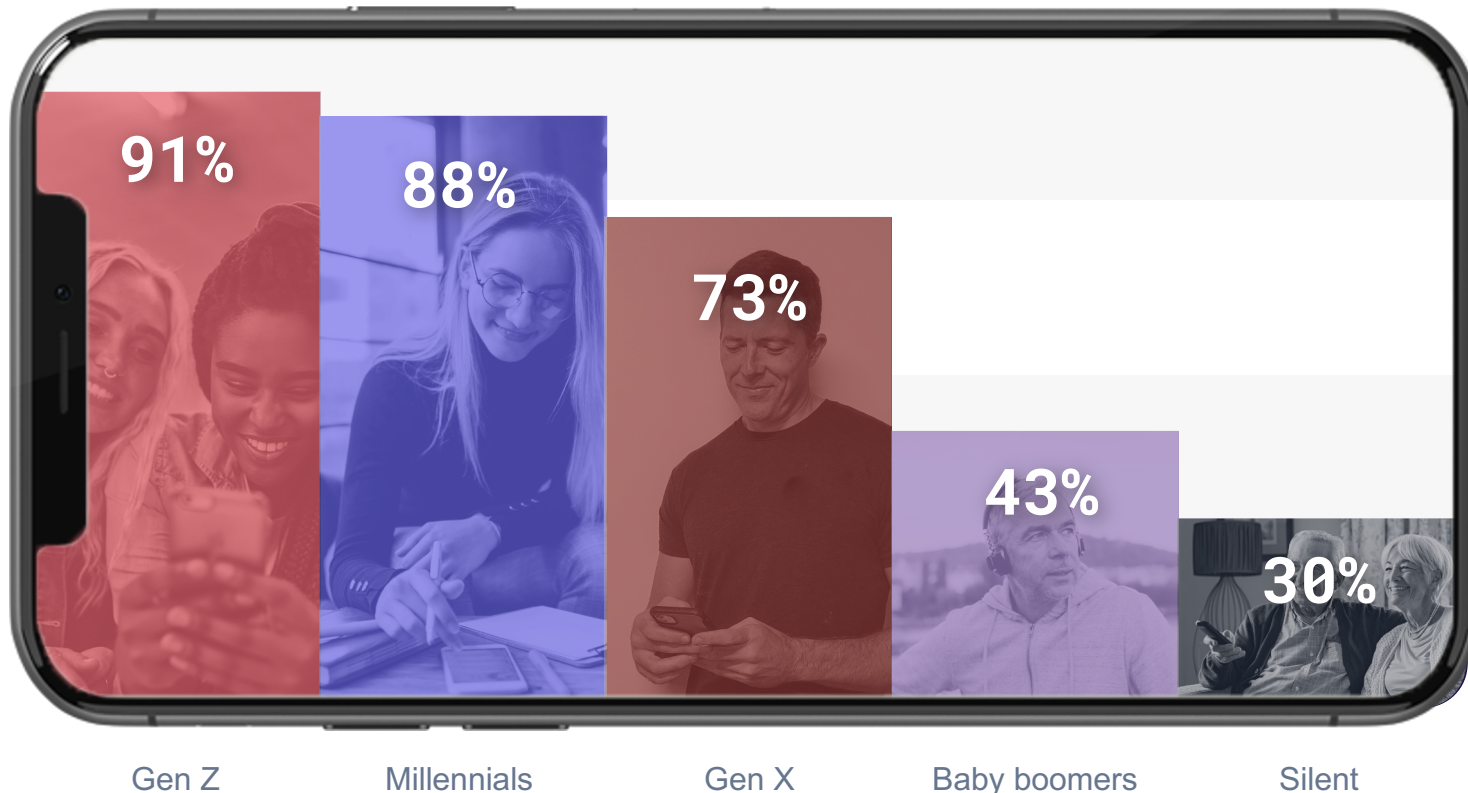 91%
88%
73%
43%
30%
Gen Z
Millennials
Gen X
Baby boomers
Silent